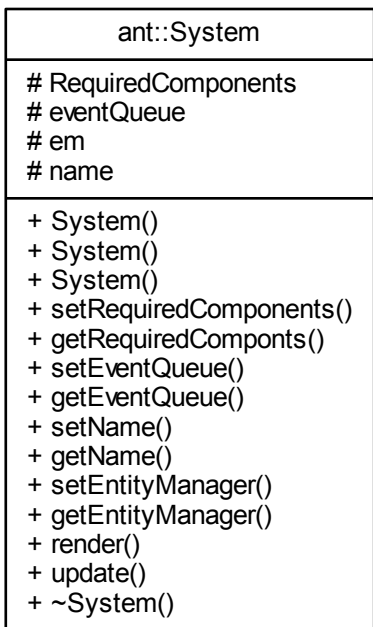 ant::System
# RequiredComponents
# eventQueue
# em
# name
+ System()
+ System()
+ System()
+ setRequiredComponents()
+ getRequiredComponts()
+ setEventQueue()
+ getEventQueue()
+ setName()
+ getName()
+ setEntityManager()
+ getEntityManager()
+ render()
+ update()
+ ~System()